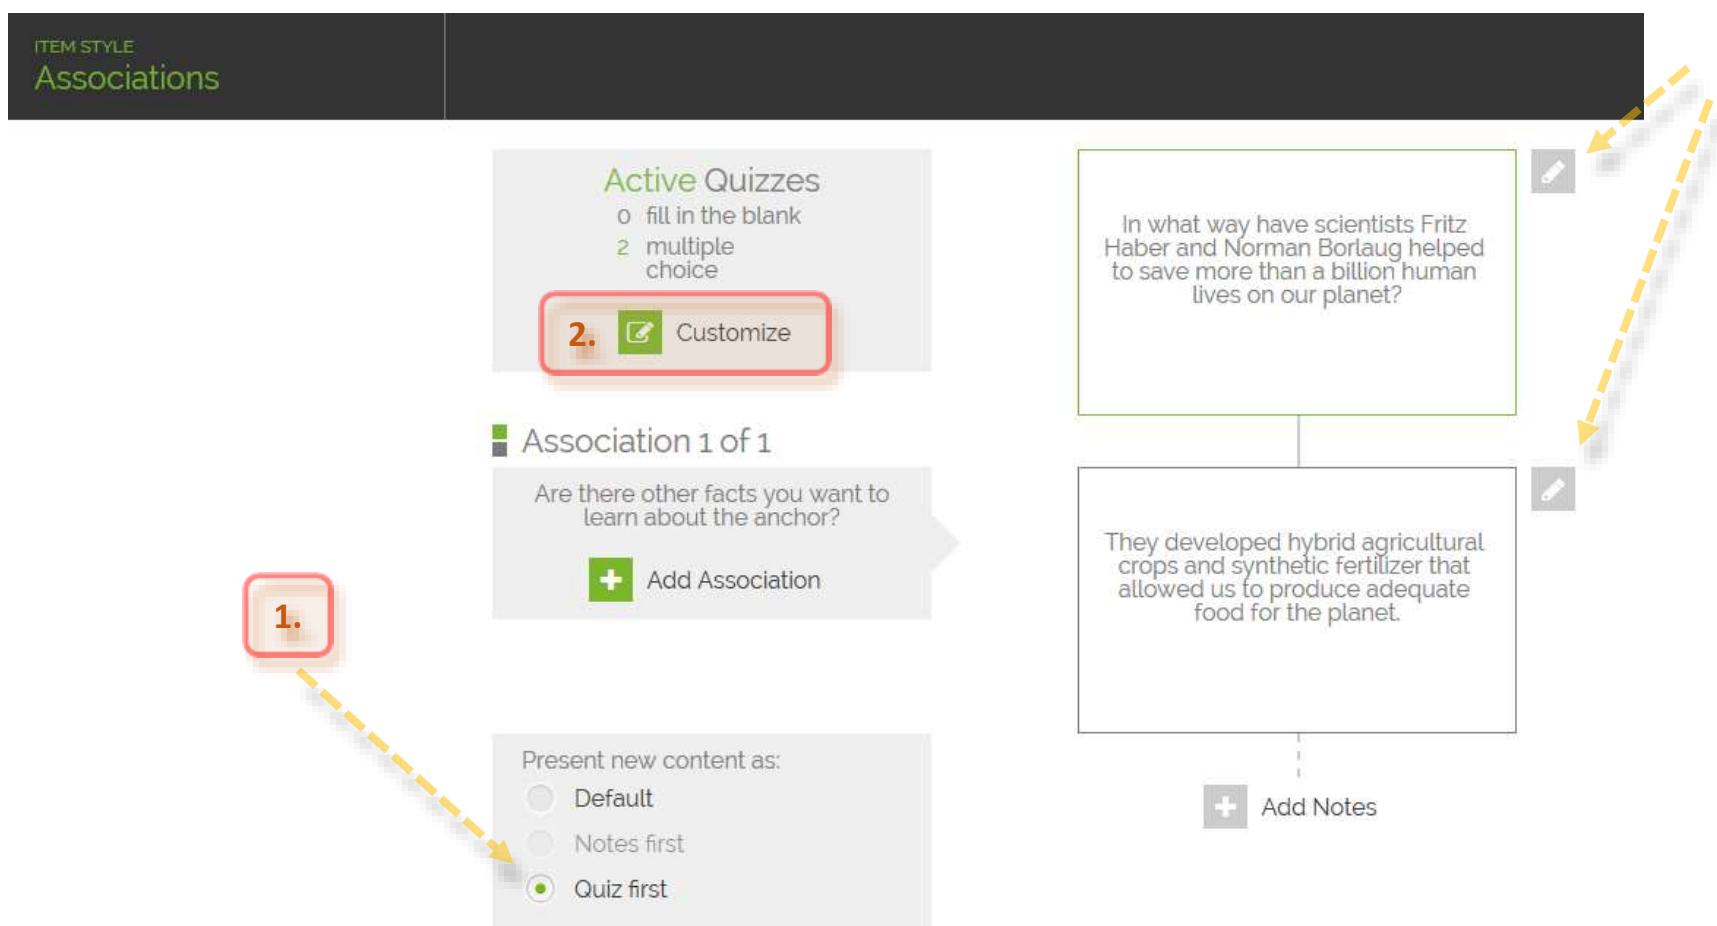 ITEM STYLE
Associations
Active Quizzes
0 fill in the blank
2 multiple
choice
2. Customize
In what way have scientists Fritz
Haber and Norman Borlaug helped
to save more than a billion human
lives on our planet?
Association 1 of 1
Are there other facts you want to
learn about the anchor?
Add Association
They developed hybrid agricultural
crops and synthetic fertilizer that
allowed us to produce adequate
food for the planet.
1.
Present new content as:
Default
Notes first
Quiz first
Add Notes